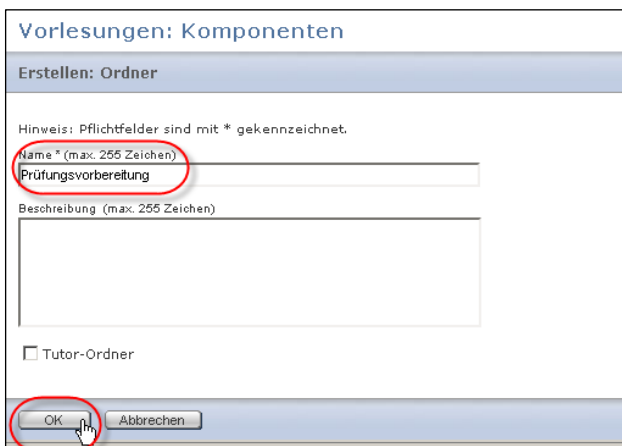 Vorlesungen: Komponenten
Erstellen: Ordner
Hinweis: Pflichtfelder sind mit * gekennzeichnet.
Name * (max. 255 Zeichen)
Prüfungsvorbereitung
Beschreibung (max. 255 Zeichen)
Tutor-Ordner
OK Abbrechen